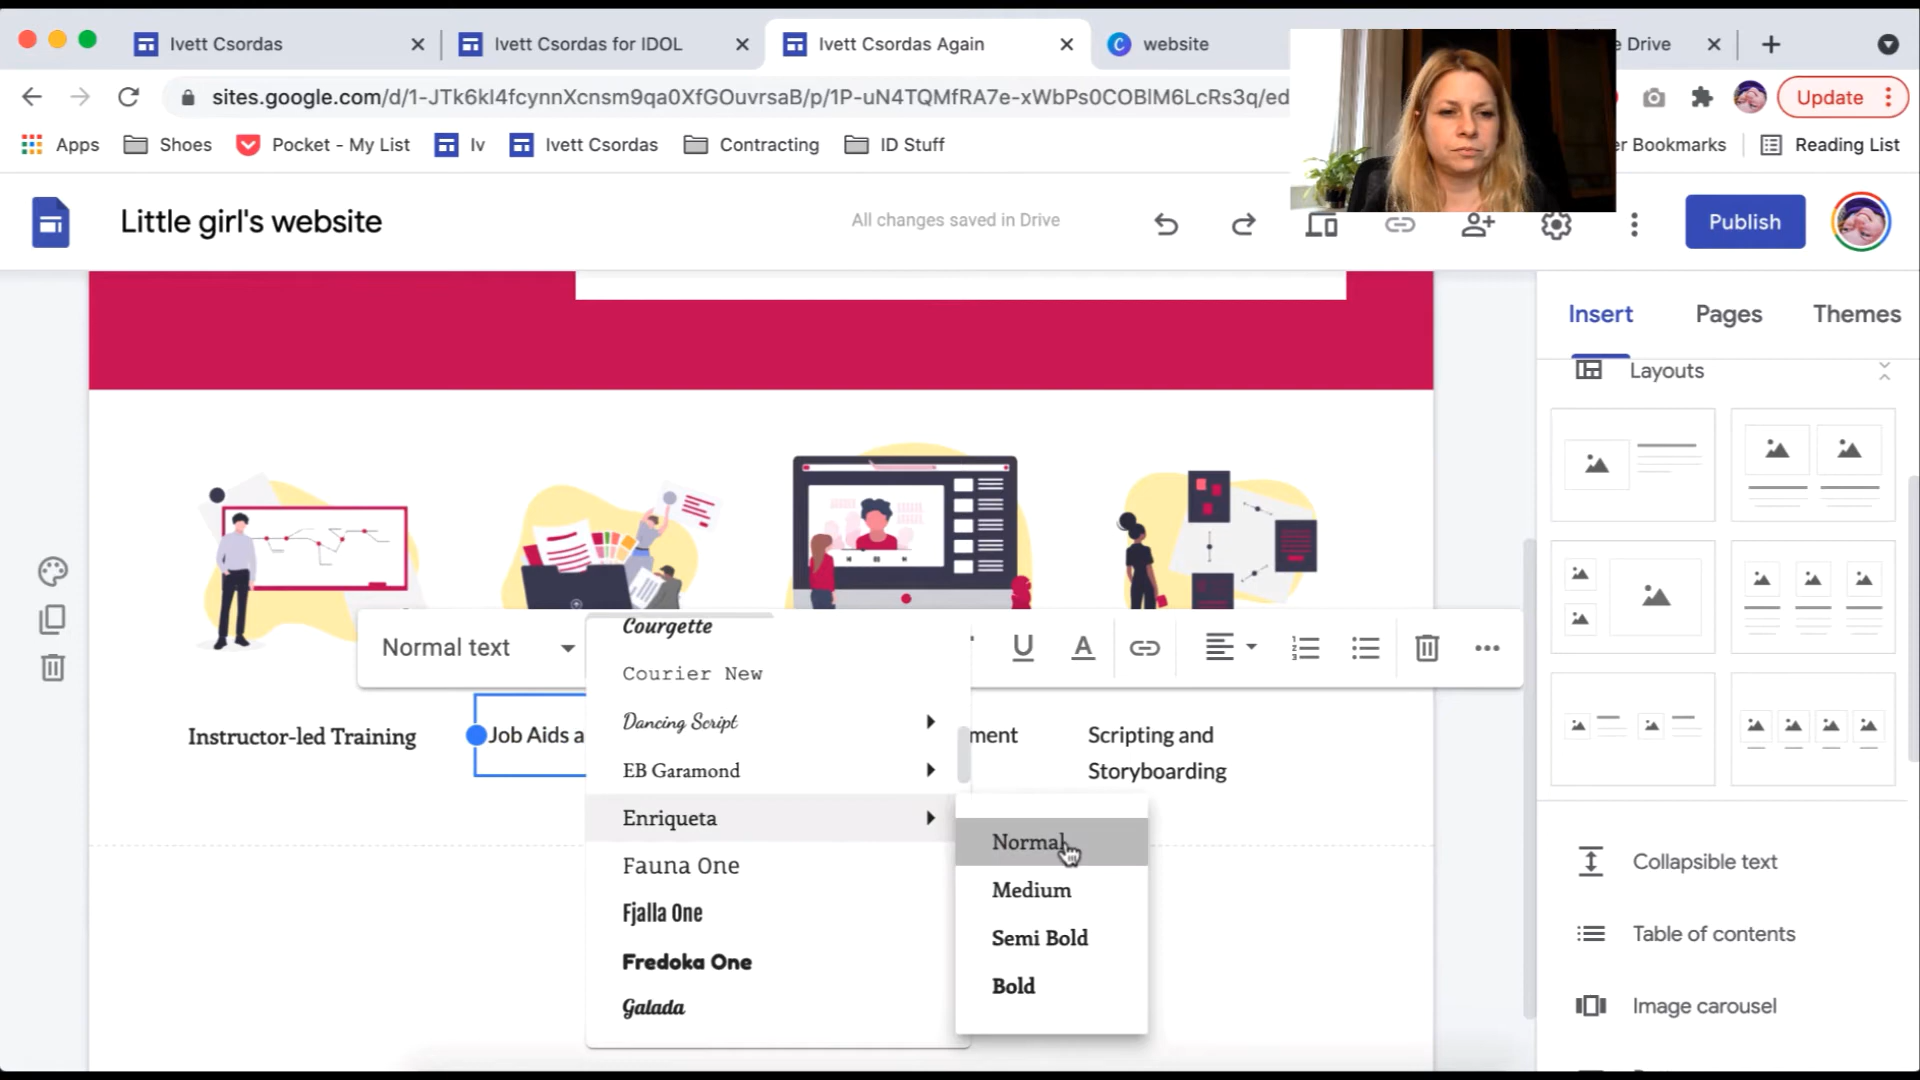 Ivett Csordas
Ivett Csordas for IDOL
Ivett Csordas Again
website
e Drive
sites.google.com/d/1-JTk6kl4fcynnXcnsm9qa0XfGOuvrsaB/p/1P-uN4TQMfRA7e-xWbPs0COBlM6LcRs3q/ed
Update
Apps
Shoes
Pocket - My List
Iv
Ivett Csordas
Contracting
ID Stuff
er Bookmarks
Reading List
Little girl's website
All changes saved in Drive
Publish
Insert
Pages
Themes
Layouts
Normal text
Courgette
Courier New
Dancing Script
EB Garamond
Enriqueta
Fauna One
Fjalla One
Fredoka One
Galada
Normal
Medium
Semi Bold
Bold
Instructor-led Training
Job Aids a
ment
Scripting and
Storyboarding
Collapsible text
Table of contents
Image carousel